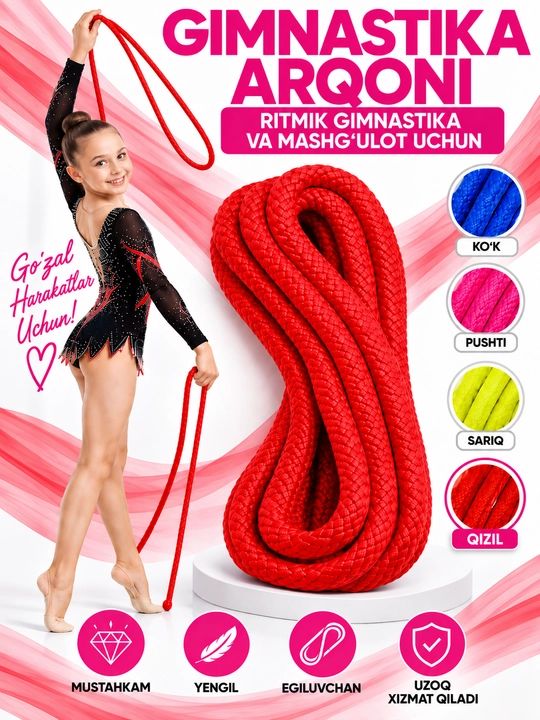 GIMNASTIKA
ARQONI
RITMIK GIMNASTIKA
VA MASHG‘ULOT UCHUN
Go‘zal
Harakatlar
Uchun!
KO‘K
PUSHTI
SARIQ
QIZIL
MUSTAHKAM
YENGIL
EGILUVCHAN
UZOQ
XIZMAT QILADI